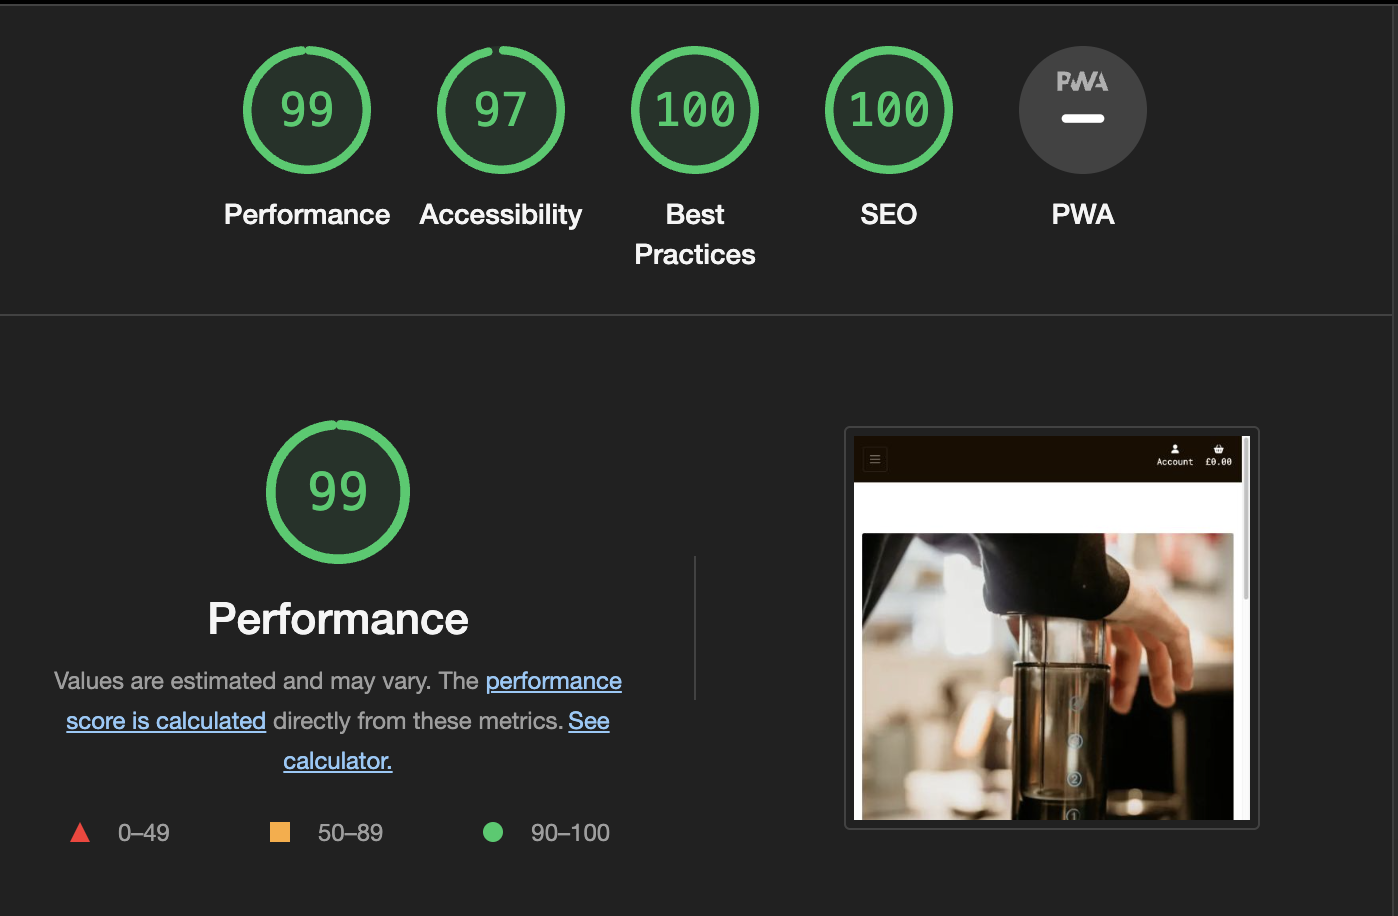 99
97
100
100
PWA
Performance
Accessibility
Best
Practices
SEO
PWA
99
Performance
Values are estimated and may vary. The performance
score is calculated directly from these metrics. See
calculator.
0–49
50–89
90–100
Account
£0.00
②
①